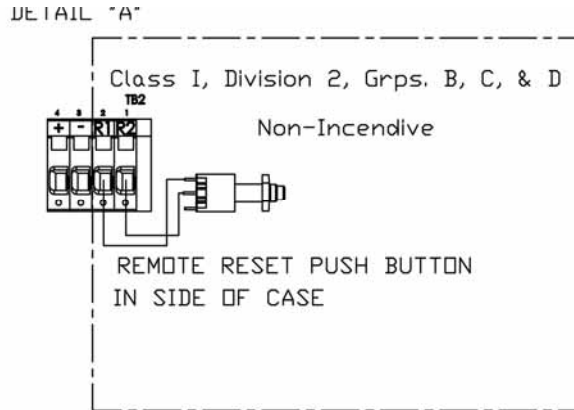 DETAIL "A"
Class I, Division 2, Grps. B, C, & D
TB2
4 3 2 1
+ - R1 R2
Non-Incendive
REMOTE RESET PUSH BUTTON
IN SIDE OF CASE